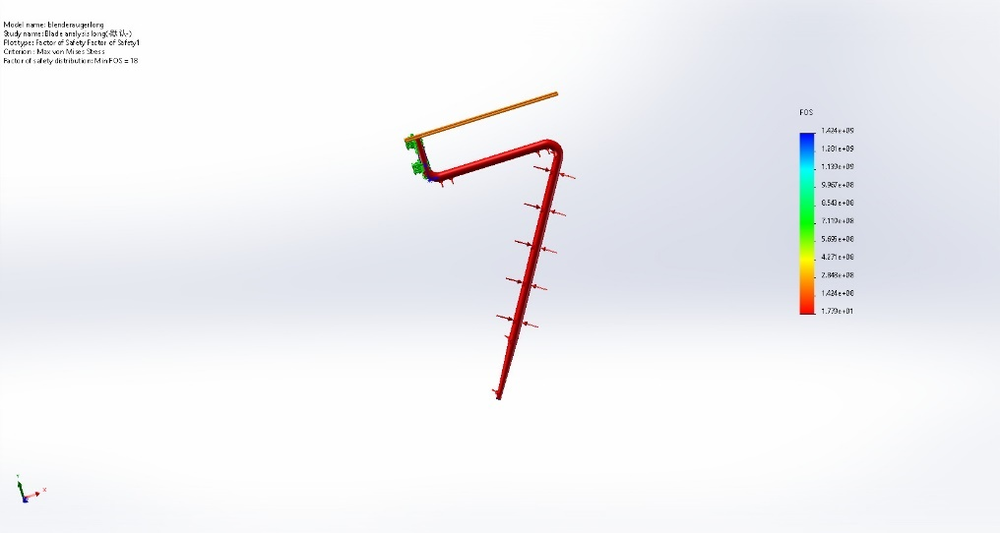 Model name: blenderaugerlong
Study name: Blade analysis long(-默认-)
Plot type: Factor of Safety Factor of Safety1
Criterion : Max von Mises Stress
Factor of safety distribution: Min FOS = 18
FOS
1.424e+09
1.281e+09
1.139e+09
9.967e+08
8.543e+08
7.119e+08
5.695e+08
4.271e+08
2.848e+08
1.424e+08
1.779e+01
Y
X